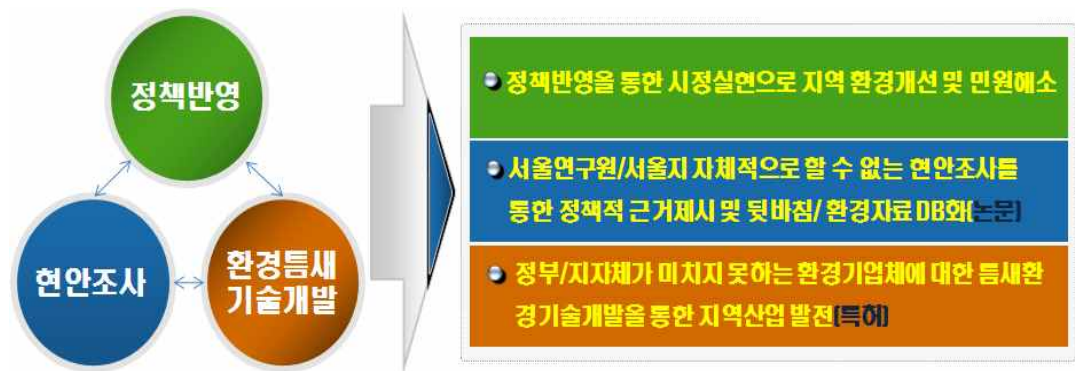 정책반영
현안조사
환경틈새
기술개발
정책반영을 통한 시정실현으로 지역 환경개선 및 민원해소
서울연구원/서울지 자체적으로 할 수 없는 현안조사를
통한 정책적 근거제시 및 뒷바침/ 환경자료 DB화(논문)
정부/지자체가 미치지 못하는 환경기업체에 대한 틈새환
경기술개발을 통한 지역산업 발전(특허)